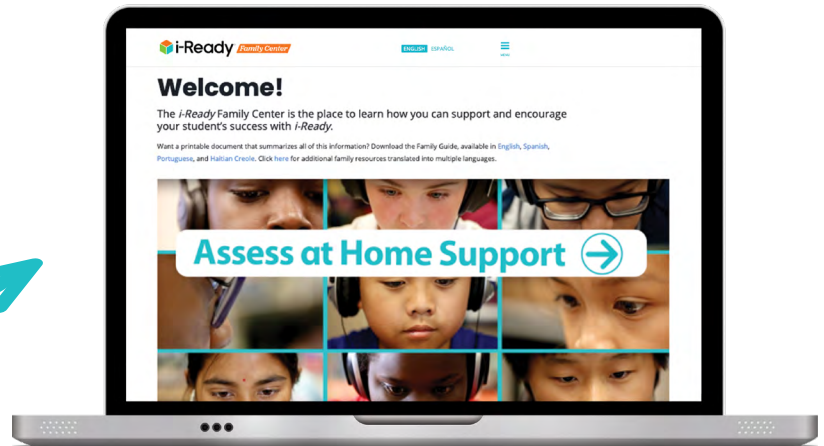 i-Ready Family Center
ENGLISH ESPAÑOL
MENU
Welcome!
The i-Ready Family Center is the place to learn how you can support and encourage
your student's success with i-Ready.
Want a printable document that summarizes all of this information? Download the Family Guide, available in English, Spanish,
Portuguese, and Haitian Creole. Click here for additional family resources translated into multiple languages.
Assess at Home Support